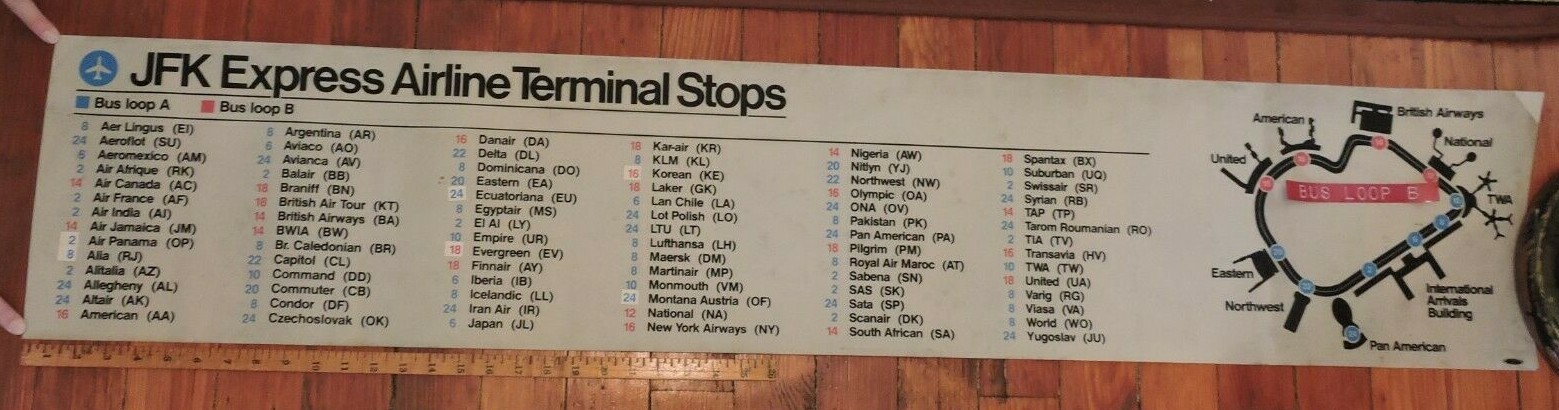 JFK Express Airline Terminal Stops
Bus loop A
Bus loop B
8 Aer Lingus (EI)
24 Aeroflot (SU)
6 Aeromexico (AM)
2 Air Afrique (RK)
14 Air Canada (AC)
2 Air France (AF)
2 Air India (AI)
14 Air Jamaica (JM)
2 Air Panama (OP)
8 Alia (RJ)
2 Alitalia (AZ)
24 Allegheny (AL)
24 Altair (AK)
16 American (AA)
8 Argentina (AR)
6 Aviaco (AO)
24 Avianca (AV)
2 Balair (BB)
18 Braniff (BN)
18 British Air Tour (KT)
14 British Airways (BA)
14 BWIA (BW)
8 Br. Caledonian (BR)
22 Capitol (CL)
10 Command (DD)
20 Commuter (CB)
8 Condor (DF)
24 Czechoslovak (OK)
16 Danair (DA)
22 Delta (DL)
8 Dominicana (DO)
20 Eastern (EA)
24 Ecuatoriana (EU)
8 Egyptair (MS)
2 El Al (LY)
10 Empire (UR)
18 Evergreen (EV)
18 Finnair (AY)
6 Iberia (IB)
8 Icelandic (LL)
24 Iran Air (IR)
6 Japan (JL)
18 Kar-air (KR)
8 KLM (KL)
16 Korean (KE)
18 Laker (GK)
6 Lan Chile (LA)
24 Lot Polish (LO)
24 LTU (LT)
8 Lufthansa (LH)
8 Maersk (DM)
8 Martinair (MP)
10 Monmouth (VM)
24 Montana Austria (OF)
12 National (NA)
16 New York Airways (NY)
14 Nigeria (AW)
20 Nitlyn (YJ)
22 Northwest (NW)
16 Olympic (OA)
24 ONA (OV)
8 Pakistan (PK)
24 Pan American (PA)
18 Pilgrim (PM)
8 Royal Air Maroc (AT)
2 Sabena (SN)
2 SAS (SK)
24 Sata (SP)
2 Scanair (DK)
14 South African (SA)
18 Spantax (BX)
10 Suburban (UQ)
2 Swissair (SR)
24 Syrian (RB)
14 TAP (TP)
24 Tarom Roumanian (RO)
2 TIA (TV)
16 Transavia (HV)
10 TWA (TW)
18 United (UA)
8 Varig (RG)
8 Viasa (VA)
8 World (WO)
24 Yugoslav (JU)
British Airways
American
National
United
BUS LOOP B
TWA
Eastern
Northwest
International
Arrivals
Building
Pan American